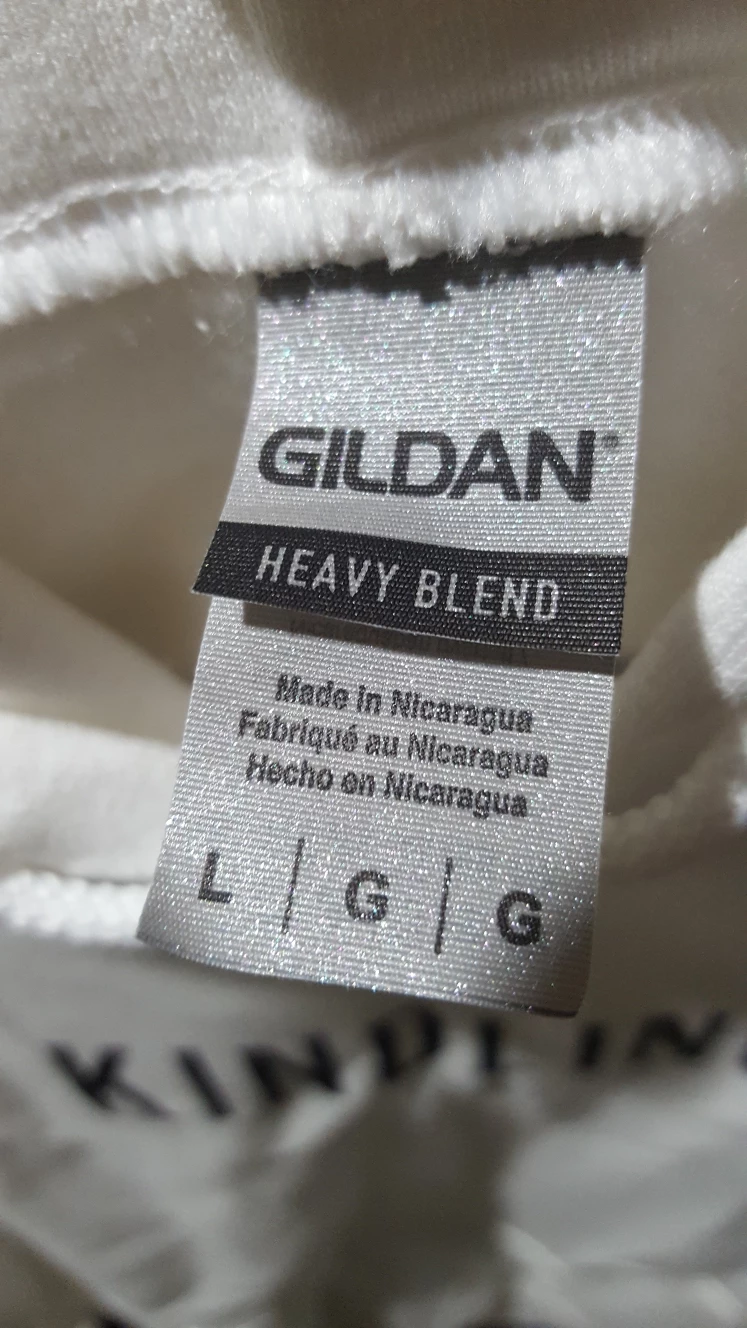 GILDAN®
HEAVY BLEND
Made in Nicaragua
Fabriqué au Nicaragua
Hecho en Nicaragua
L | G | G